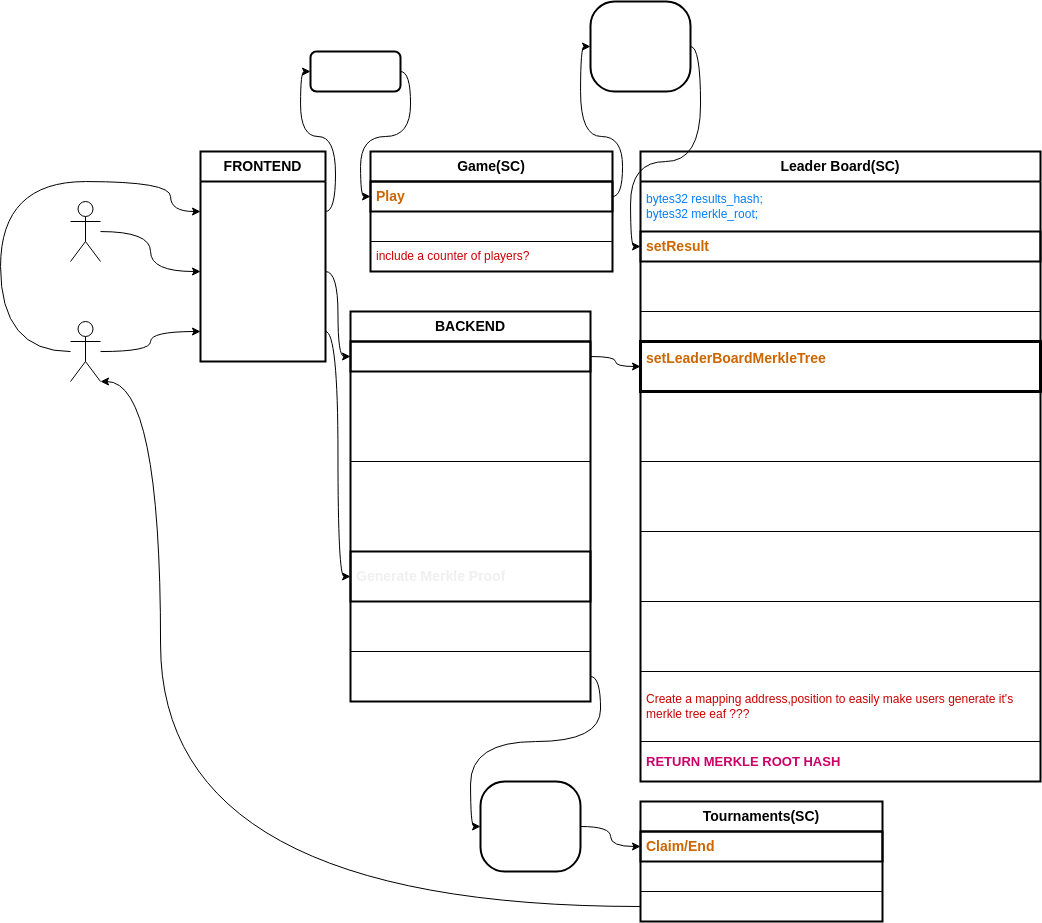 FRONTEND
Game(SC)
Play
include a counter of players?
Leader Board(SC)
bytes32 results_hash;
bytes32 merkle_root;
setResult
BACKEND
setLeaderBoardMerkleTree
Generate Merkle Proof
Create a mapping address,position to easily make users generate it's
merkle tree eaf ???
RETURN MERKLE ROOT HASH
Tournaments(SC)
Claim/End